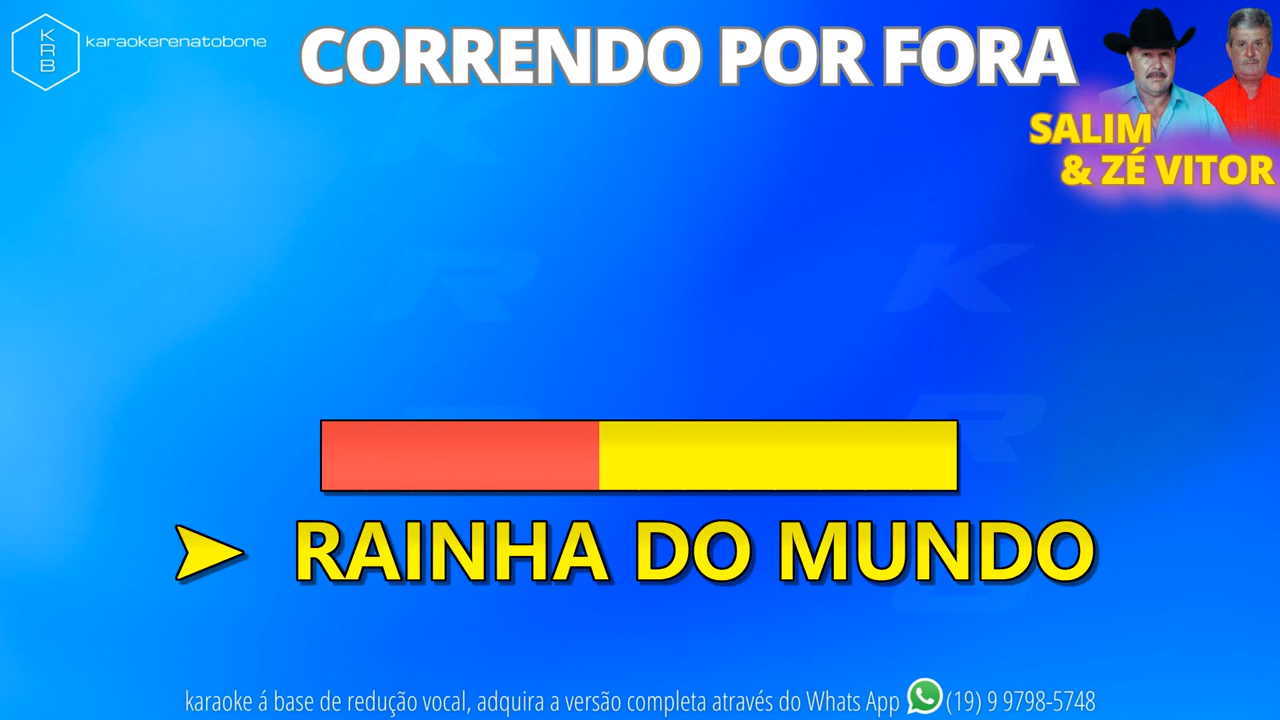 KRB
karaokerenatobone
CORRENDO POR FORA
SALIM
& ZÉ VITOR
➤ RAINHA DO MUNDO
karaoke á base de redução vocal, adquira a versão completa através do Whats App (19) 9 9798-5748